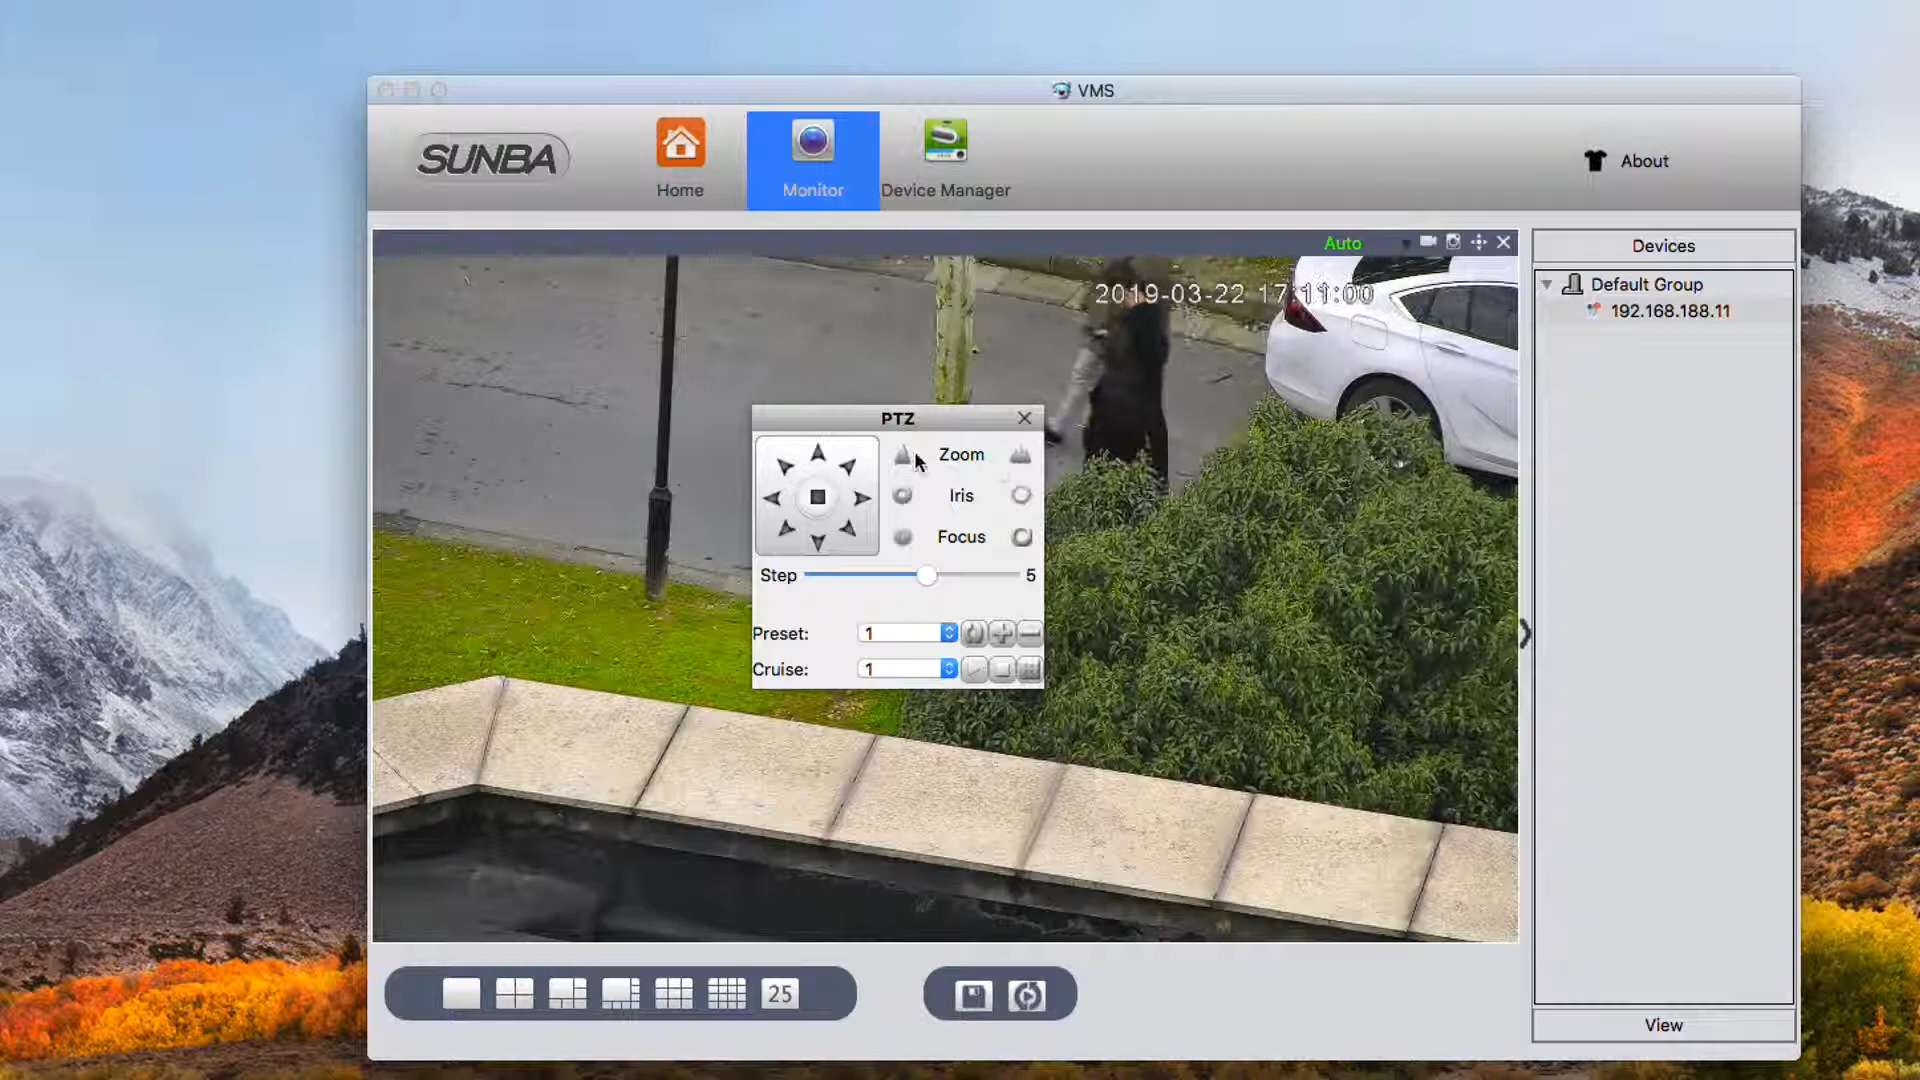 VMS
SUNBA
Home
Monitor
Device Manager
About
Auto
2019-03-22 17:11:00
Devices
Default Group
192.168.188.11
PTZ
Zoom
Iris
Focus
Step 5
Preset: 1
Cruise: 1
25
View